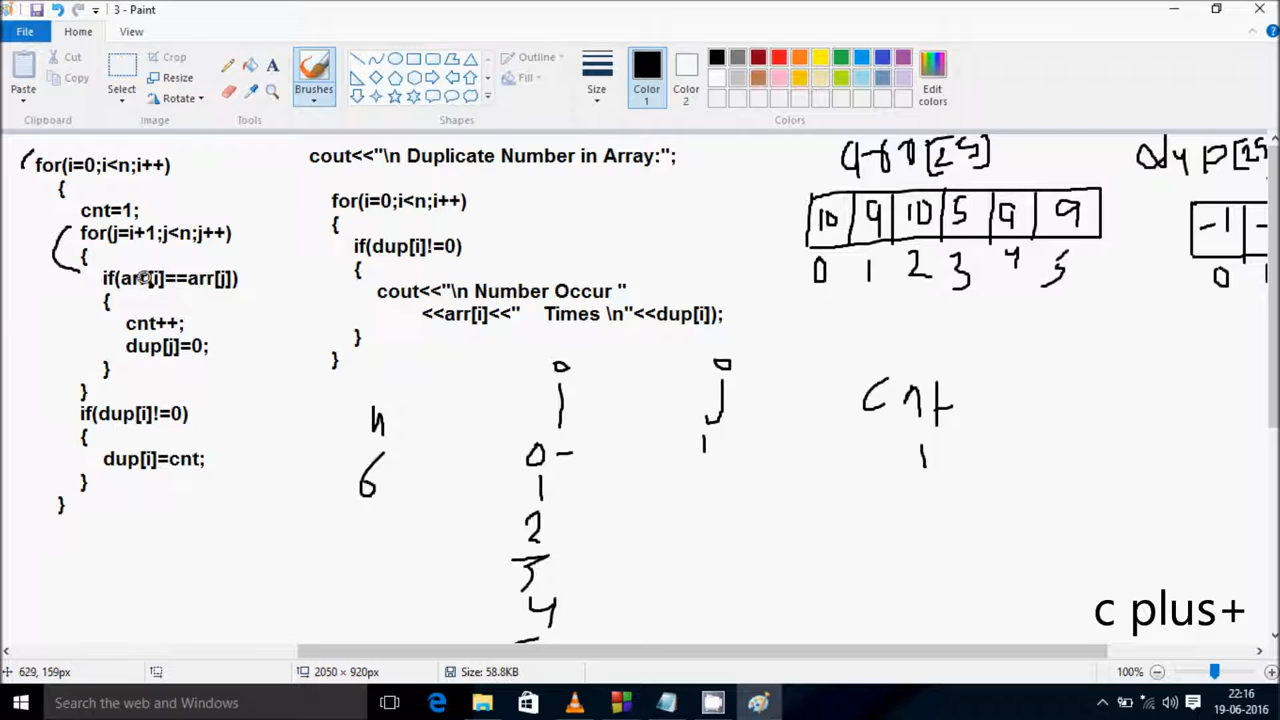 3 - Paint
File
Home
View
Paste
Cut
Copy
Clipboard
Select
Crop
Resize
Rotate
Image
Tools
Brushes
Shapes
Outline
Fill
Size
Color 1
Color 2
Edit colors
Colors
for(i=0;i<n;i++)
{
cnt=1;
for(j=i+1;j<n;j++)
{
if(arr[i]==arr[j])
{
cnt++;
dup[j]=0;
}
}
if(dup[i]!=0)
{
dup[i]=cnt;
}
}
cout<<"\n Duplicate Number in Array:";
for(i=0;i<n;i++)
{
if(dup[i]!=0)
{
cout<<"\n Number Occur "
<<arr[i]<<" Times \n"<<dup[i]);
}
}
10 9 10 5 9 9
0 1 2 3 4 5
-1
0
n
6
i
0 -
1
2
3
4
j
1
cnt
1
c plus+
629, 159px
2050 × 920px
Size: 58.8KB
100%
Search the web and Windows
22:16
19-06-2016